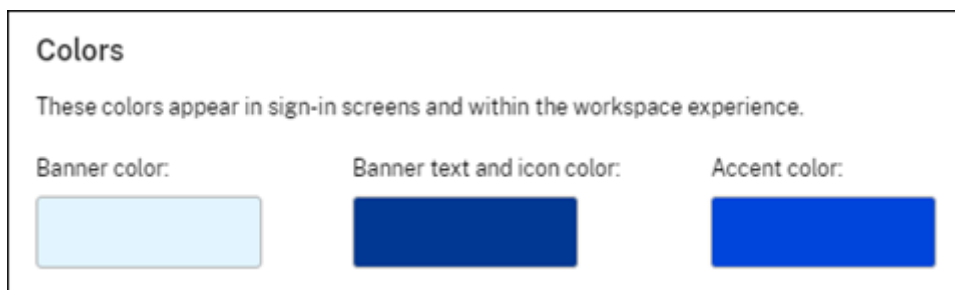 Colors
These colors appear in sign-in screens and within the workspace experience.
Banner color: Banner text and icon color: Accent color: